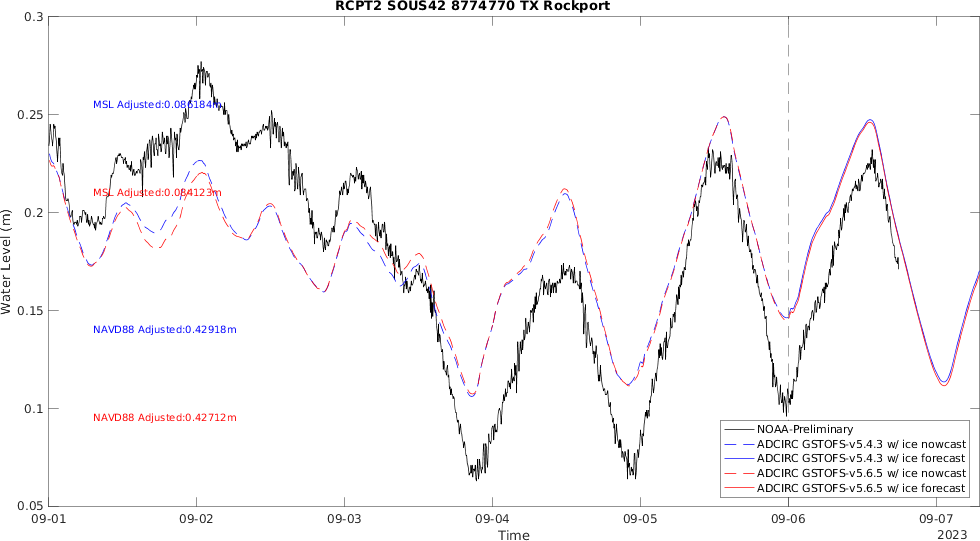 RCPT2 SOUS42 8774770 TX Rockport
0.3
0.25
0.2
0.15
0.1
0.05
Water Level (m)
MSL Adjusted:0.086184m
MSL Adjusted:0.084123m
NAVD88 Adjusted:0.42918m
NAVD88 Adjusted:0.42712m
NOAA-Preliminary
ADCIRC GSTOFS-v5.4.3 w/ ice nowcast
ADCIRC GSTOFS-v5.4.3 w/ ice forecast
ADCIRC GSTOFS-v5.6.5 w/ ice nowcast
ADCIRC GSTOFS-v5.6.5 w/ ice forecast
09-01 09-02 09-03 09-04 09-05 09-06 09-07
Time
2023